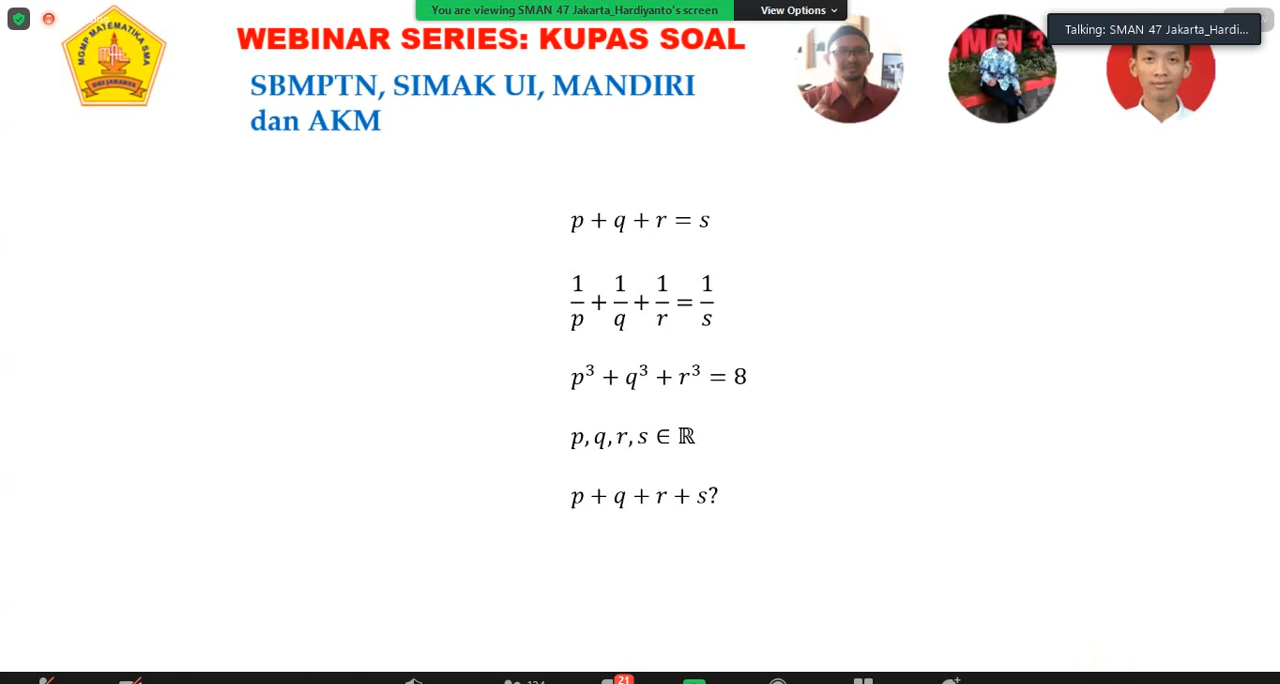 You are viewing SMAN 47 Jakarta_Hardiyanto's screen
View Options
Talking: SMAN 47 Jakarta_Hardi...
MGMP MATEMATIKA SMA
WEBINAR SERIES: KUPAS SOAL
SBMPTN, SIMAK UI, MANDIRI
dan AKM
p + q + r = s
1/p + 1/q + 1/r = 1/s
p³ + q³ + r³ = 8
p, q, r, s ∈ ℝ
p + q + r + s?
21